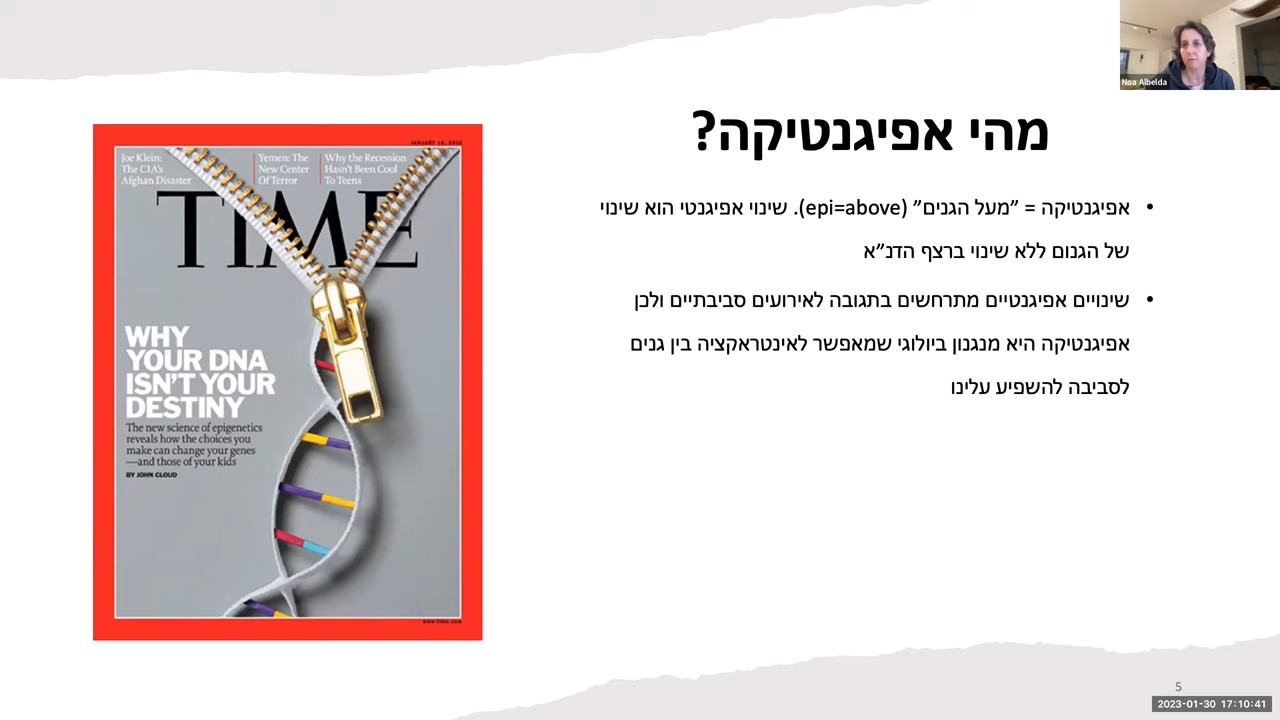 Noa Albelda
מהי אפיגנטיקה?
• אפיגנטיקה = ״מעל הגנים״ (epi=above). שינוי אפיגנטי הוא שינוי
של הגנום ללא שינוי ברצף הדנ״א
• שינויים אפיגנטיים מתרחשים בתגובה לאירועים סביבתיים ולכן
אפיגנטיקה היא מנגנון ביולוגי שמאפשר לאינטראקציה בין גנים
לסביבה להשפיע עלינו
Joe Klein:
The CIA's
Afghan Disaster
Yemen: The
New Center
Of Terror
Why the Recession
Hasn't Been Cool
To Teens
TIME
WHY
YOUR DNA
ISN'T YOUR
DESTINY
The new science of epigenetics
reveals how the choices you
make can change your genes
—and those of your kids
BY JOHN CLOUD
WWW.TIME.COM
5
2023-01-30 17:10:41